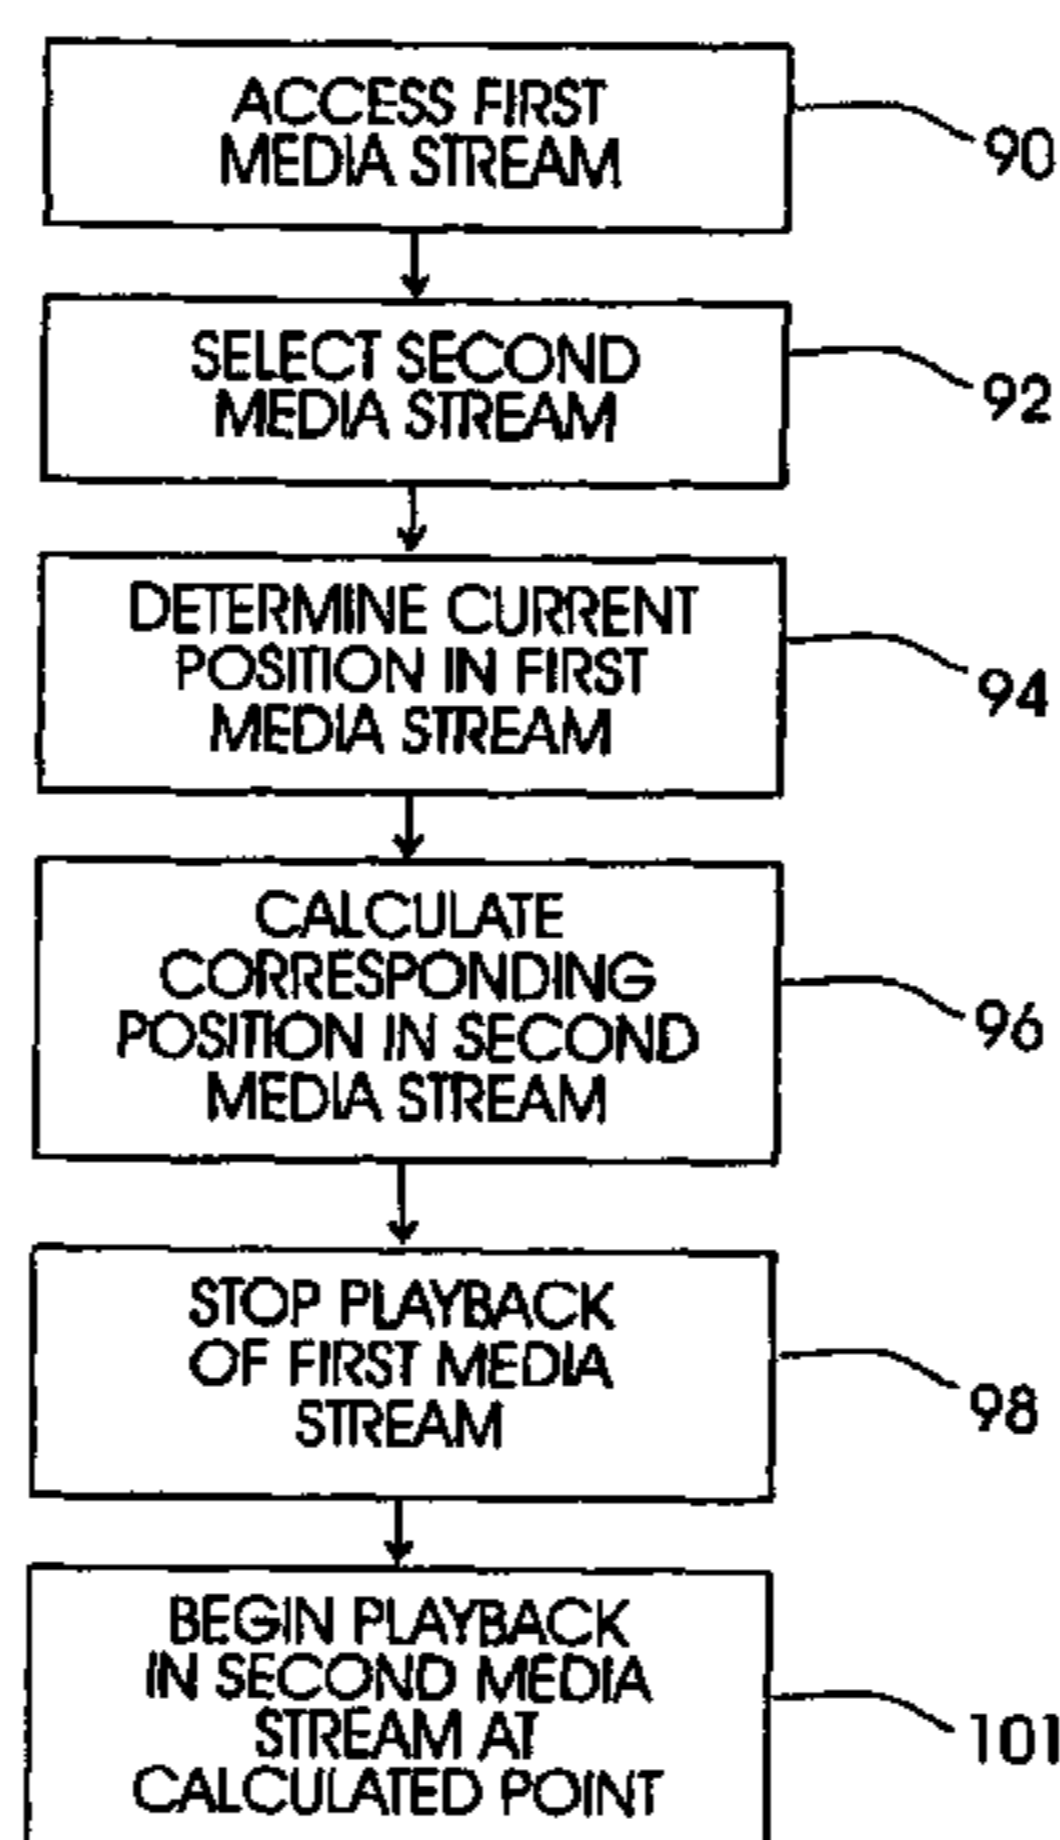 ACCESS FIRST
MEDIA STREAM
90
SELECT SECOND
MEDIA STREAM
92
DETERMINE CURRENT
POSITION IN FIRST
MEDIA STREAM
94
CALCULATE
CORRESPONDING
POSITION IN SECOND
MEDIA STREAM
96
STOP PLAYBACK
OF FIRST MEDIA
STREAM
98
BEGIN PLAYBACK
IN SECOND MEDIA
STREAM AT
CALCULATED POINT
101